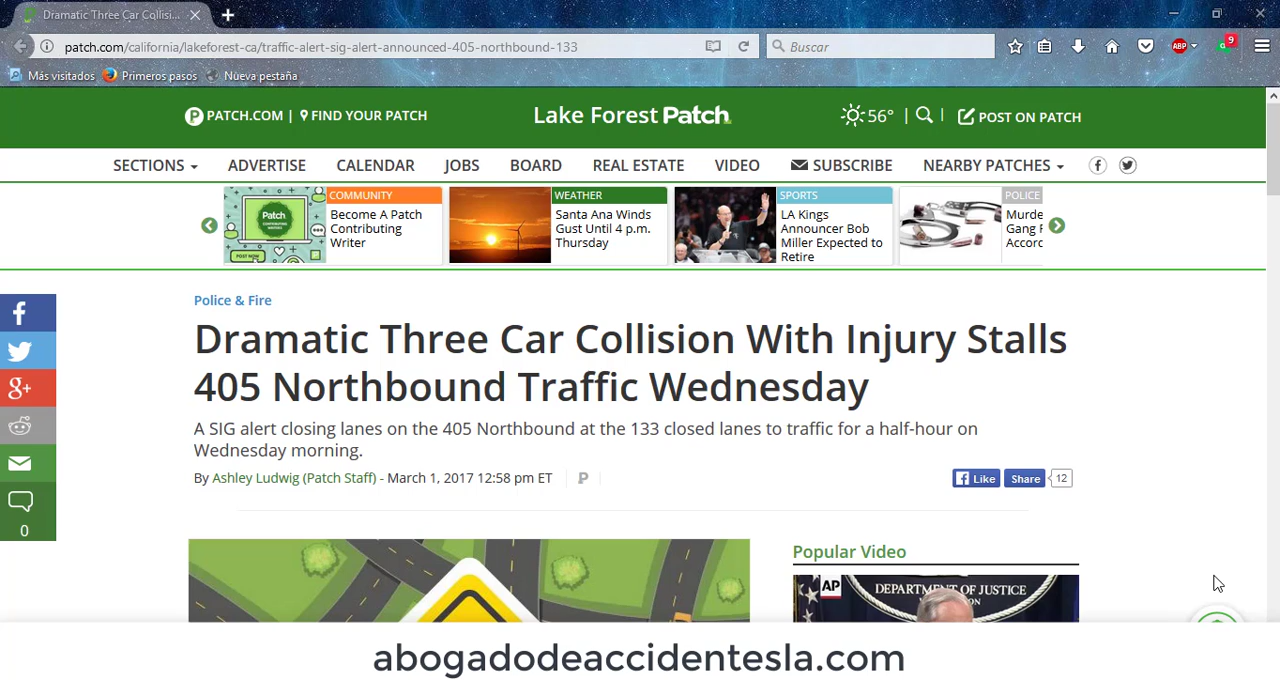 Dramatic Three Car Collisi...
patch.com/california/lakeforest-ca/traffic-alert-sig-alert-announced-405-northbound-133
Buscar
ABP
9
Más visitados
Primeros pasos
Nueva pestaña
PATCH.COM | FIND YOUR PATCH
Lake Forest Patch
56° | | POST ON PATCH
SECTIONS ADVERTISE CALENDAR JOBS BOARD REAL ESTATE VIDEO SUBSCRIBE NEARBY PATCHES
Patch
COMMUNITY
Become A Patch
Contributing
Writer
WEATHER
Santa Ana Winds
Gust Until 4 p.m.
Thursday
SPORTS
LA Kings
Announcer Bob
Miller Expected to
Retire
POLICE
Murde
Gang F
Accord
Police & Fire
Dramatic Three Car Collision With Injury Stalls
405 Northbound Traffic Wednesday
A SIG alert closing lanes on the 405 Northbound at the 133 closed lanes to traffic for a half-hour on
Wednesday morning.
By Ashley Ludwig (Patch Staff) - March 1, 2017 12:58 pm ET
Like Share 12
0
Popular Video
AP
DEPARTMENT OF JUSTICE
abogadodeaccidentesla.com